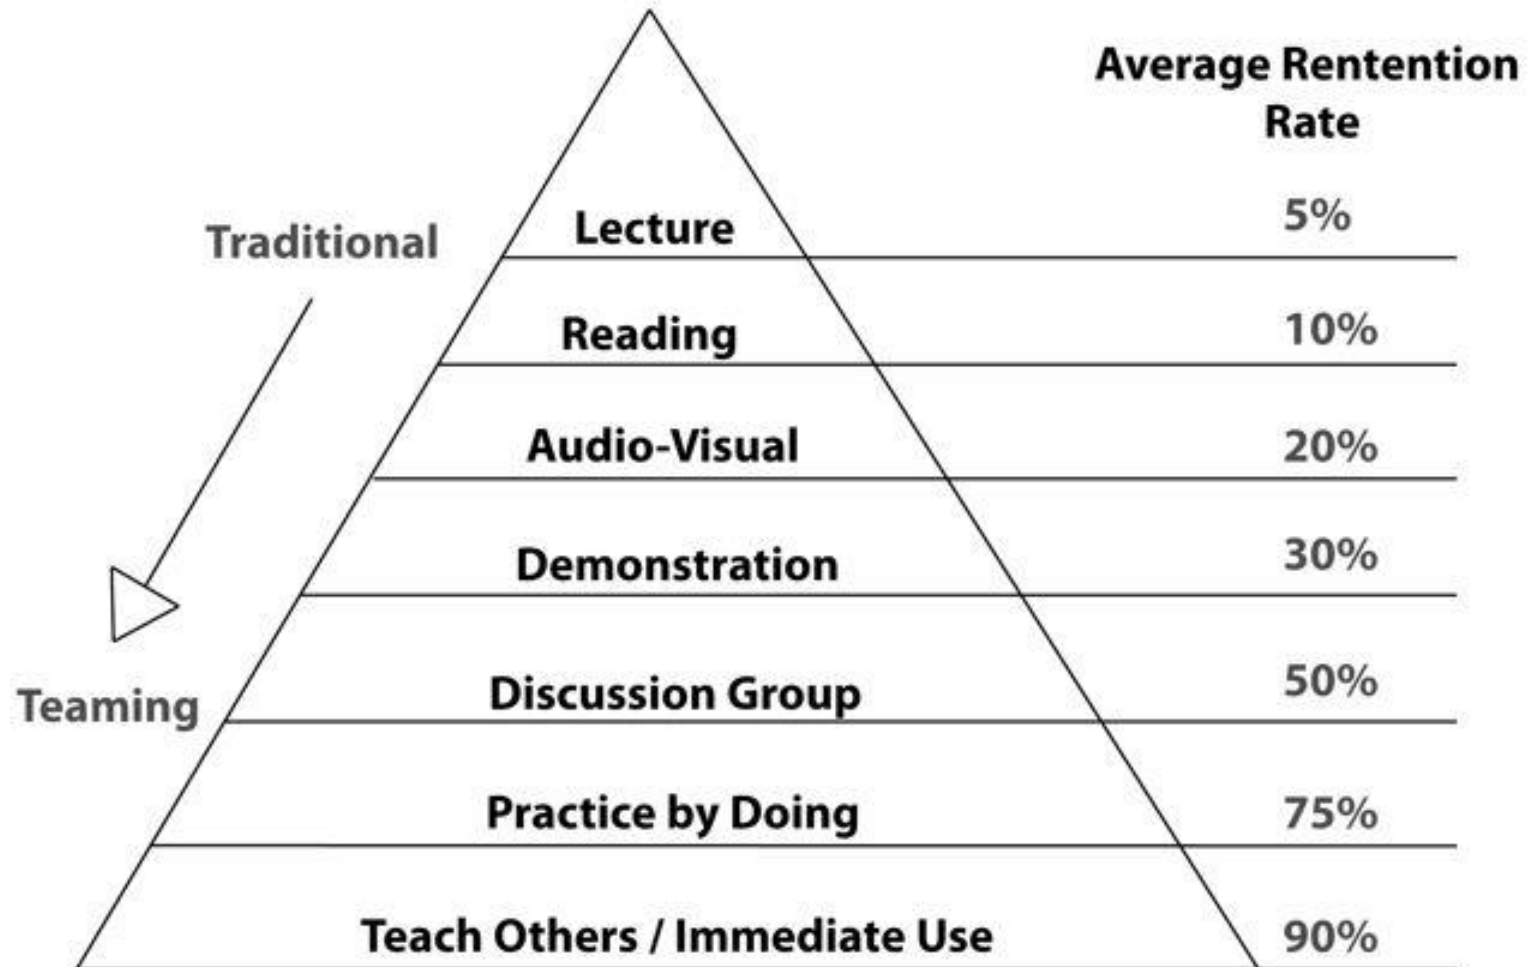 Average Rentention
Rate
Traditional
Lecture 5%
Reading 10%
Audio-Visual 20%
Demonstration 30%
Teaming
Discussion Group 50%
Practice by Doing 75%
Teach Others / Immediate Use 90%